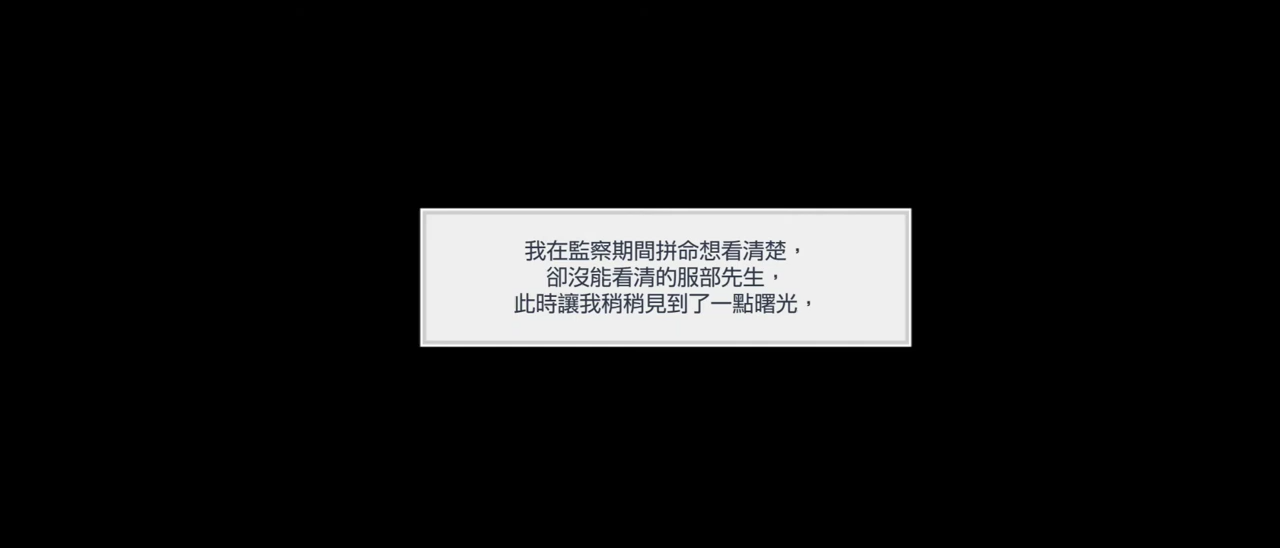 我在監察期間拼命想看清楚，
卻沒能看清的服部先生，
此時讓我稍稍見到了一點曙光，